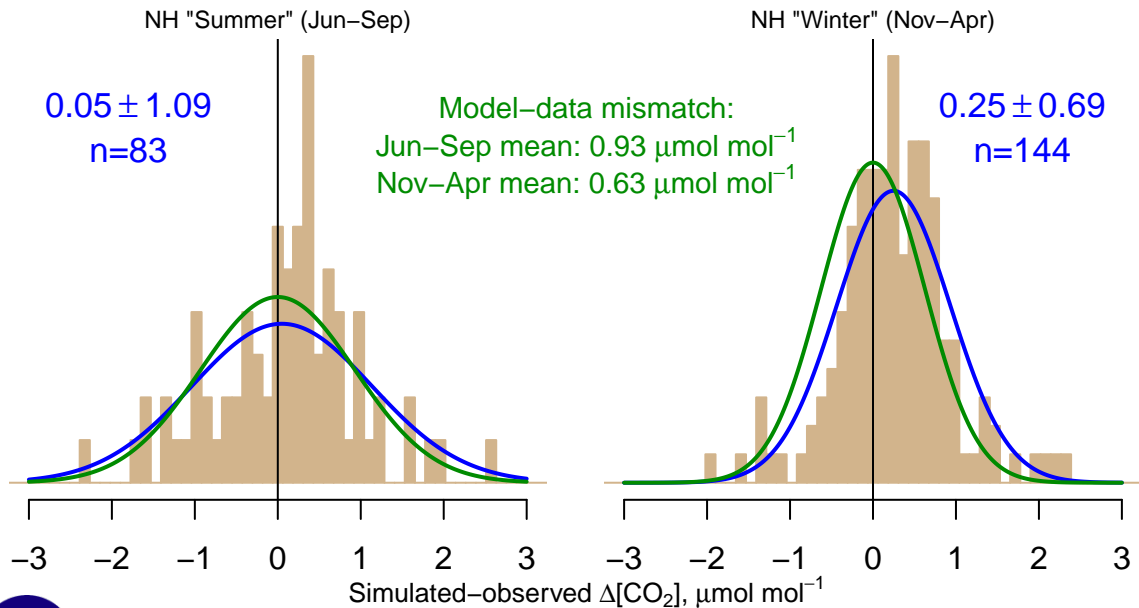 NH "Summer" (Jun−Sep)
NH "Winter" (Nov−Apr)
0.05 ± 1.09
n=83
Model−data mismatch:
Jun−Sep mean: 0.93 μmol mol⁻¹
Nov−Apr mean: 0.63 μmol mol⁻¹
0.25 ± 0.69
n=144
−3 −2 −1 0 1 2 3
−3 −2 −1 0 1 2 3
Simulated−observed Δ[CO₂], μmol mol⁻¹